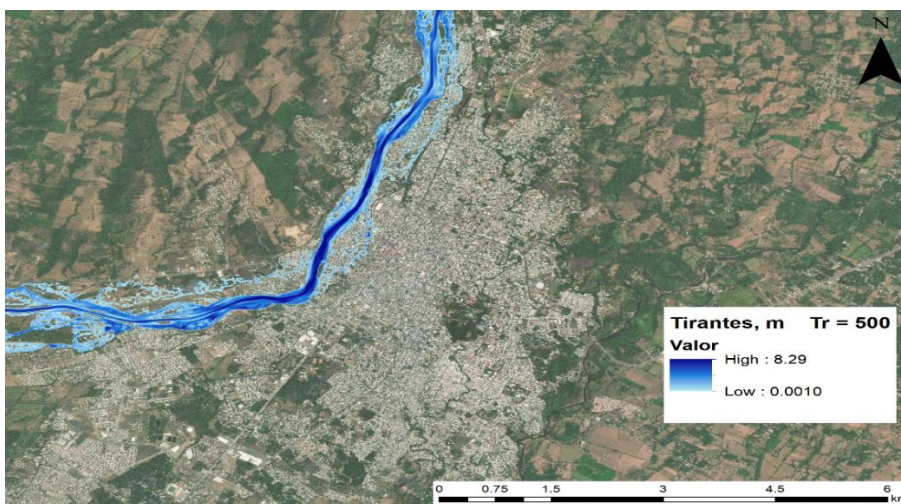 N
Tirantes, m Tr = 500
Valor
High : 8.29
Low : 0.0010
0 0.75 1.5 3 4.5 6
km